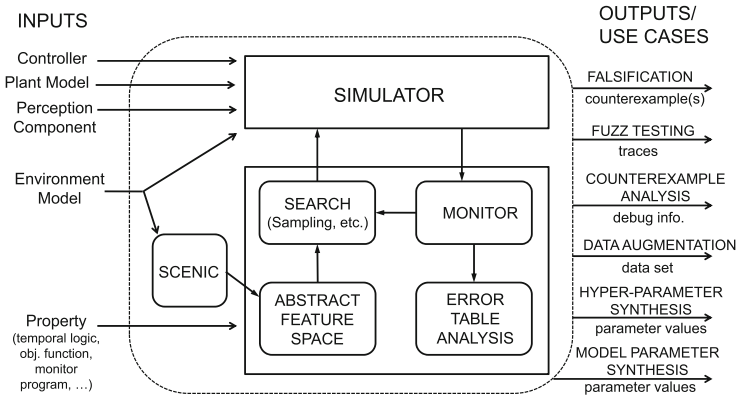 INPUTS
Controller
Plant Model
Perception
Component
Environment
Model
Property
(temporal logic,
obj. function,
monitor
program, ...)
SIMULATOR
SEARCH
(Sampling, etc.)
MONITOR
SCENIC
ABSTRACT
FEATURE
SPACE
ERROR
TABLE
ANALYSIS
OUTPUTS/
USE CASES
FALSIFICATION
counterexample(s)
FUZZ TESTING
traces
COUNTEREXAMPLE
ANALYSIS
debug info.
DATA AUGMENTATION
data set
HYPER-PARAMETER
SYNTHESIS
parameter values
MODEL PARAMETER
SYNTHESIS
parameter values